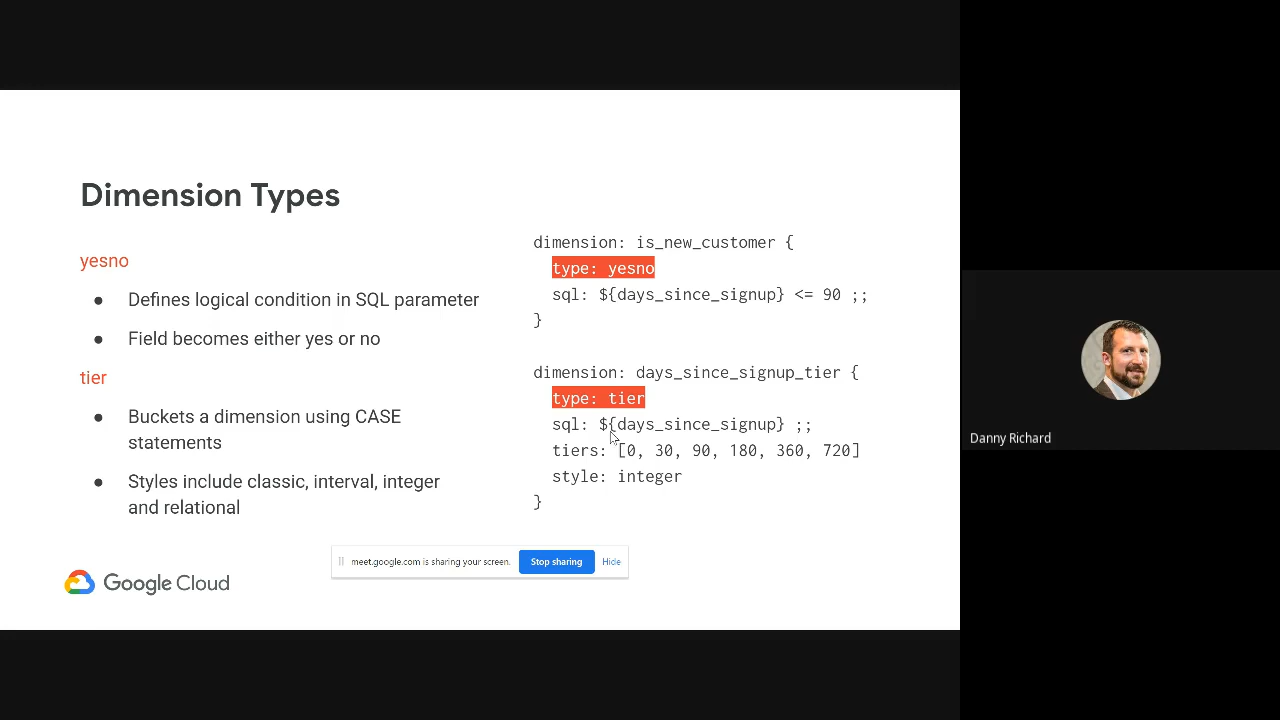 Dimension Types
yesno
● Defines logical condition in SQL parameter
● Field becomes either yes or no
tier
● Buckets a dimension using CASE
statements
● Styles include classic, interval, integer
and relational
dimension: is_new_customer {
type: yesno
sql: ${days_since_signup} <= 90 ;;
}
dimension: days_since_signup_tier {
type: tier
sql: ${days_since_signup} ;;
tiers: [0, 30, 90, 180, 360, 720]
style: integer
}
meet.google.com is sharing your screen. Stop sharing Hide
Google Cloud
Danny Richard